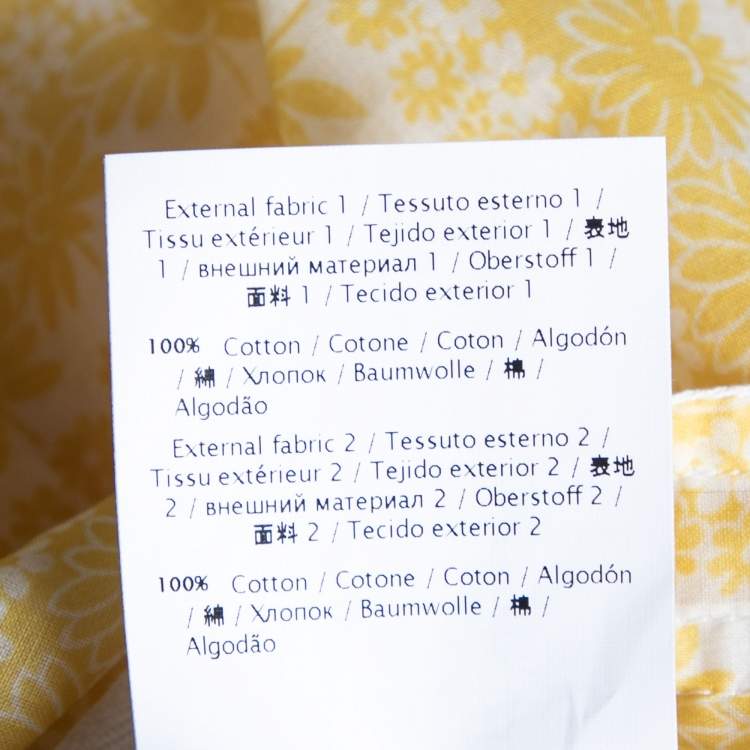 External fabric 1 / Tessuto esterno 1 /
Tissu extérieur 1 / Tejido exterior 1 / 表地
1 / внешний материал 1 / Oberstoff 1 /
面料 1 / Tecido exterior 1
100% Cotton / Cotone / Coton / Algodón
/ 綿 / Хлопок / Baumwolle / 棉 /
Algodão
External fabric 2 / Tessuto esterno 2 /
Tissu extérieur 2 / Tejido exterior 2 / 表地
2 / внешний материал 2 / Oberstoff 2 /
面料 2 / Tecido exterior 2
100% Cotton / Cotone / Coton / Algodón
/ 綿 / Хлопок / Baumwolle / 棉 /
Algodão